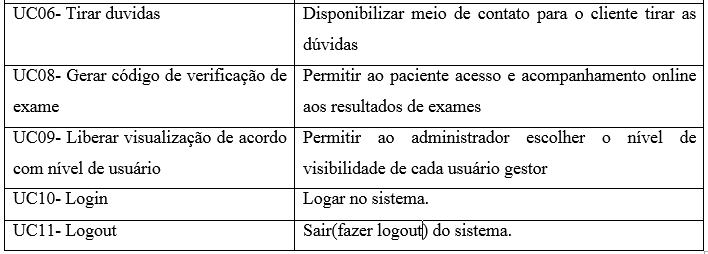 UC06- Tirar duvidas
Disponibilizar meio de contato para o cliente tirar as
dúvidas
UC08- Gerar código de verificação de
exame
Permitir ao paciente acesso e acompanhamento online
aos resultados de exames
UC09- Liberar visualização de acordo
com nível de usuário
Permitir ao administrador escolher o nível de
visibilidade de cada usuário gestor
UC10- Login
Logar no sistema.
UC11- Logout
Sair(fazer logout) do sistema.